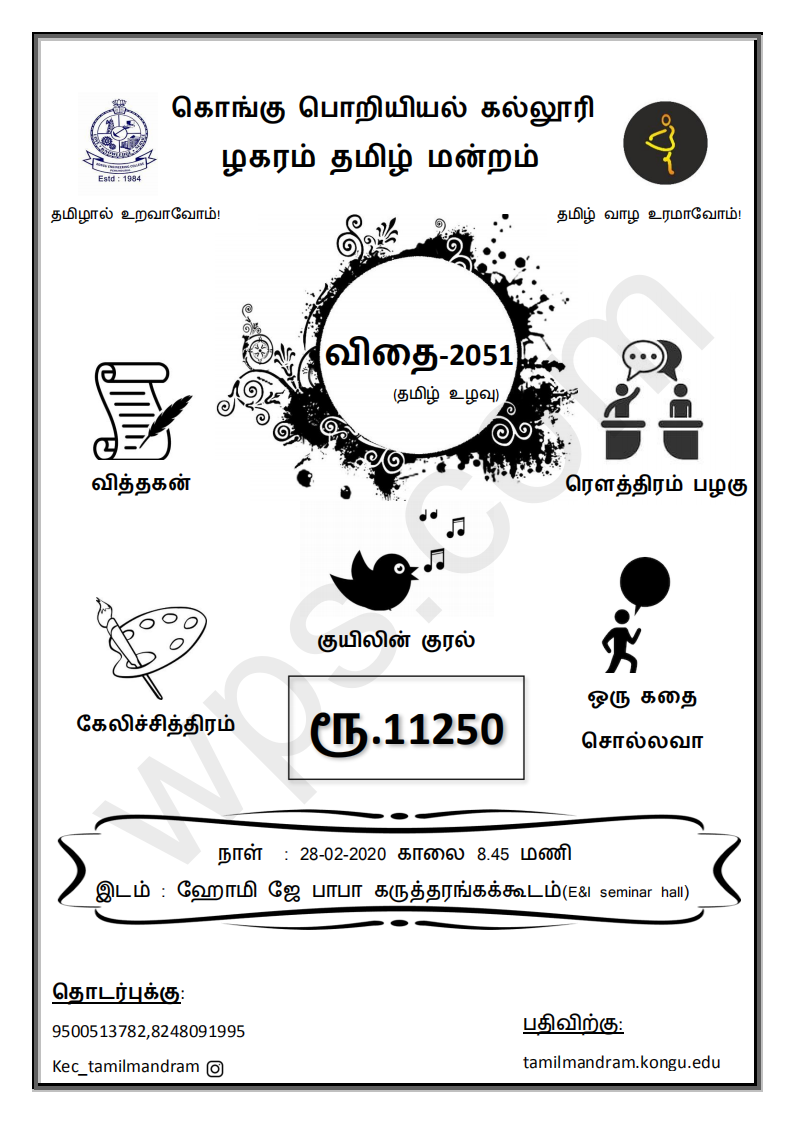 கொங்கு பொறியியல் கல்லூரி
ழகரம் தமிழ் மன்றம்
Estd : 1984
தமிழால் உறவாவோம்!
தமிழ் வாழ உரமாவோம்!
விதை-2051
(தமிழ் உழவு)
வித்தகன்
ரௌத்திரம் பழகு
குயிலின் குரல்
கேலிச்சித்திரம்
ஒரு கதை
சொல்லவா
ரூ.11250
நாள் : 28-02-2020 காலை 8.45 மணி
இடம் : ஹோமி ஜே பாபா கருத்தரங்கக்கூடம்(E&I seminar hall)
தொடர்புக்கு:
9500513782,8248091995
Kec_tamilmandram
பதிவிற்கு:
tamilmandram.kongu.edu
wps.com